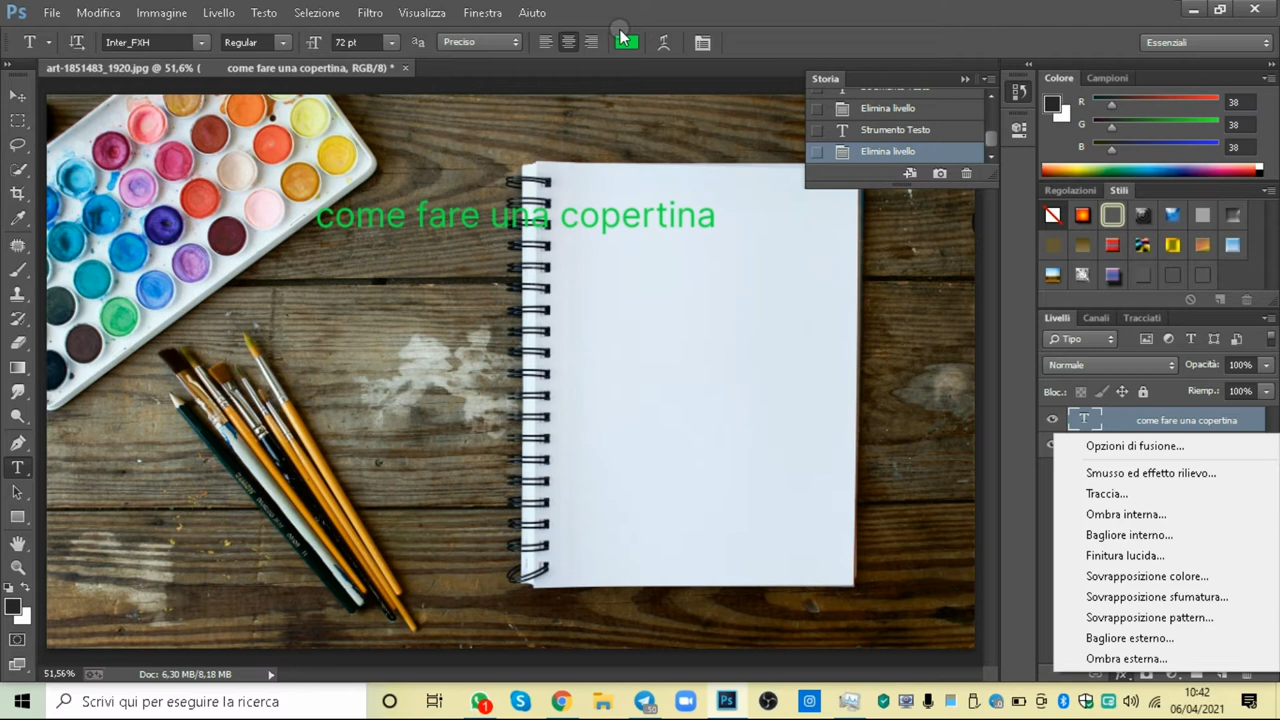 Ps File Modifica Immagine Livello Testo Selezione Filtro Visualizza Finestra Aiuto
T Inter_FXH Regular 72 pt aa Preciso Essenziali
art-1851483_1920.jpg @ 51,6% ( come fare una copertina, RGB/8) * ×
Storia
Elimina livello
Strumento Testo
Elimina livello
Colore Campioni
R 38
G 38
B 38
Regolazioni Stili
come fare una copertina
Livelli Canali Tracciati
Tipo
Normale Opacità: 100%
Bloc.: Riemp.: 100%
T come fare una copertina
Opzioni di fusione...
Smusso ed effetto rilievo...
Traccia...
Ombra interna...
Bagliore interno...
Finitura lucida...
Sovrapposizione colore...
Sovrapposizione sfumatura...
Sovrapposizione pattern...
Bagliore esterno...
Ombra esterna...
51,56% Doc: 6,30 MB/8,18 MB
Scrivi qui per eseguire la ricerca
1
50
Ps
10:42
06/04/2021